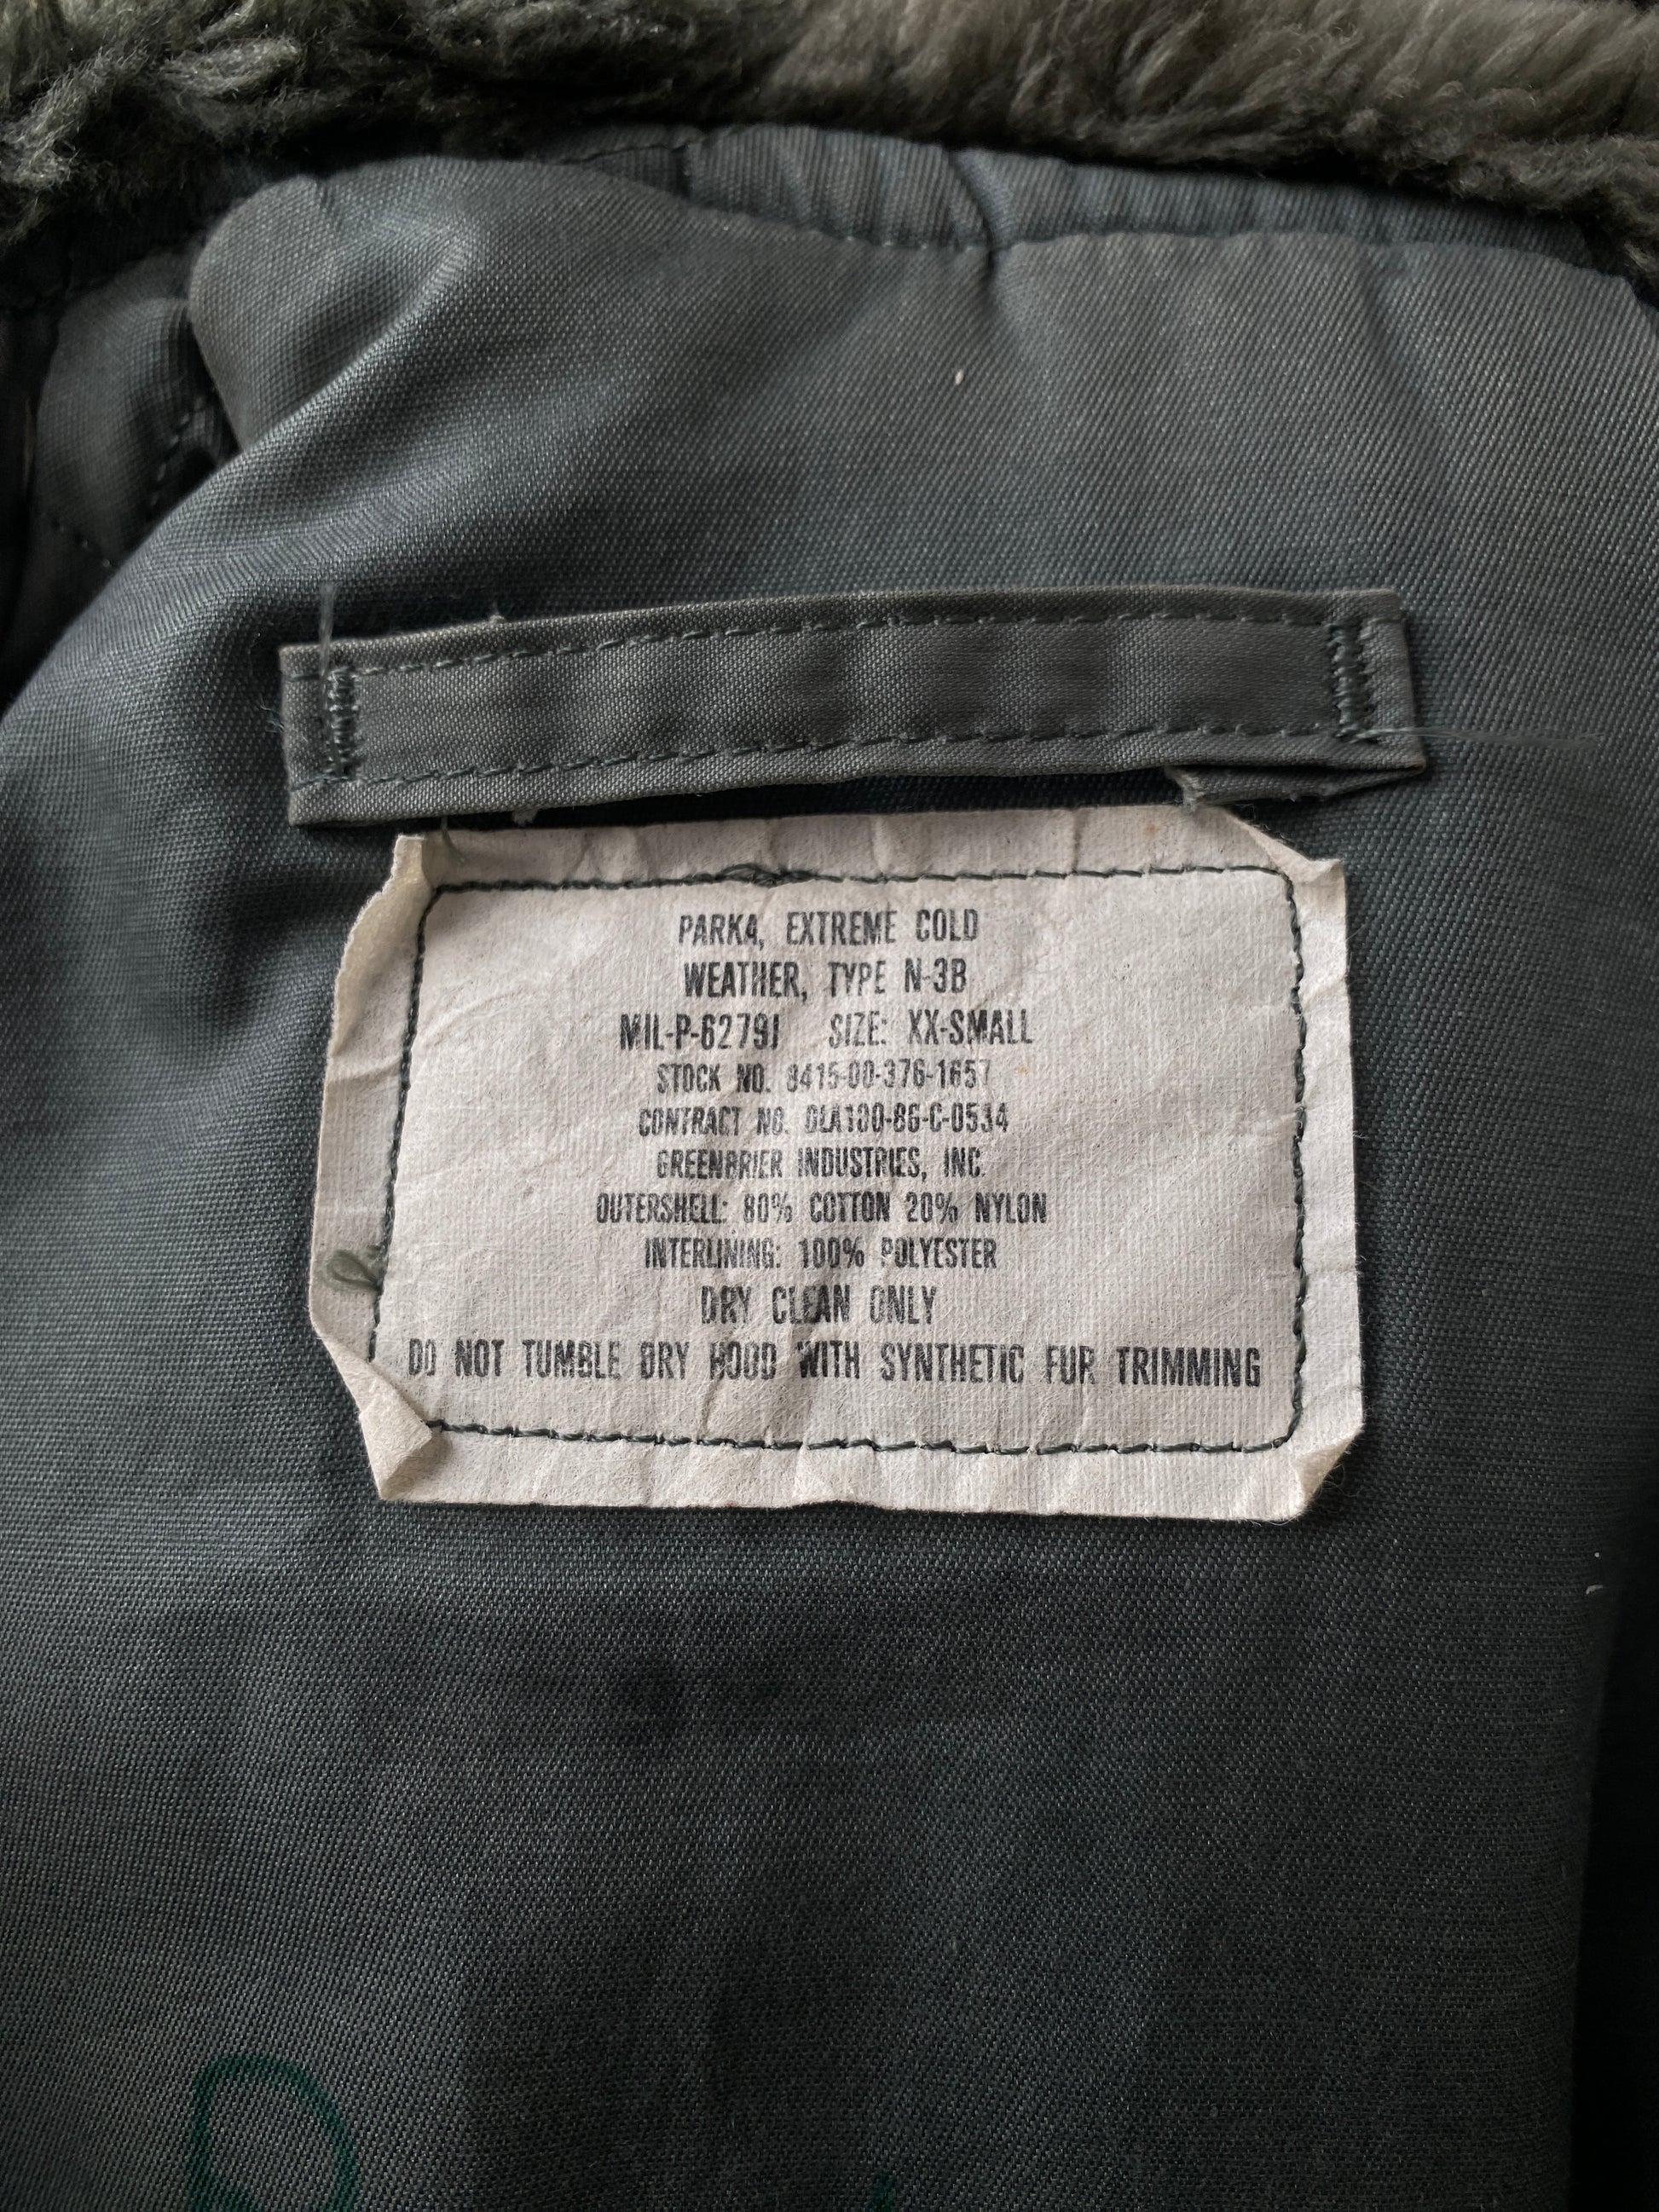 PARKA, EXTREME COLD
WEATHER, TYPE N-3B
MIL-P-6279J SIZE: XX-SMALL
STOCK NO. 8415-00-376-1657
CONTRACT NO. DLA100-86-C-0534
GREENBRIER INDUSTRIES, INC.
OUTERSHELL: 80% COTTON 20% NYLON
INTERLINING: 100% POLYESTER
DRY CLEAN ONLY
DO NOT TUMBLE DRY HOOD WITH SYNTHETIC FUR TRIMMING